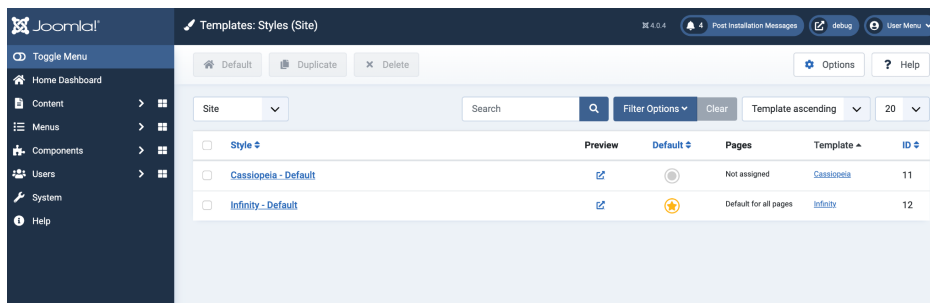 Joomla!
Templates: Styles (Site)
4.0.4
4 Post Installation Messages
debug
User Menu
Toggle Menu
Home Dashboard
Content
Menus
Components
Users
System
Help
Default
Duplicate
Delete
Options
? Help
Site
Search
Filter Options
Clear
Template ascending
20
Style Preview Default Pages Template ID
Cassiopeia - Default Not assigned Cassiopeia 11
Infinity - Default Default for all pages Infinity 12